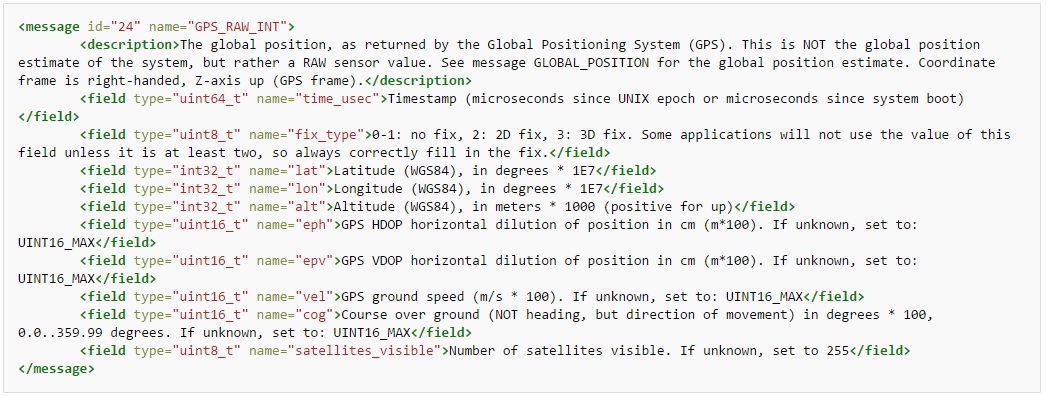 <message id="24" name="GPS_RAW_INT">
<description>The global position, as returned by the Global Positioning System (GPS). This is NOT the global position
estimate of the system, but rather a RAW sensor value. See message GLOBAL_POSITION for the global position estimate. Coordinate
frame is right-handed, Z-axis up (GPS frame).</description>
<field type="uint64_t" name="time_usec">Timestamp (microseconds since UNIX epoch or microseconds since system boot)
</field>
<field type="uint8_t" name="fix_type">0-1: no fix, 2: 2D fix, 3: 3D fix. Some applications will not use the value of this
field unless it is at least two, so always correctly fill in the fix.</field>
<field type="int32_t" name="lat">Latitude (WGS84), in degrees * 1E7</field>
<field type="int32_t" name="lon">Longitude (WGS84), in degrees * 1E7</field>
<field type="int32_t" name="alt">Altitude (WGS84), in meters * 1000 (positive for up)</field>
<field type="uint16_t" name="eph">GPS HDOP horizontal dilution of position in cm (m*100). If unknown, set to:
UINT16_MAX</field>
<field type="uint16_t" name="epv">GPS VDOP horizontal dilution of position in cm (m*100). If unknown, set to:
UINT16_MAX</field>
<field type="uint16_t" name="vel">GPS ground speed (m/s * 100). If unknown, set to: UINT16_MAX</field>
<field type="uint16_t" name="cog">Course over ground (NOT heading, but direction of movement) in degrees * 100,
0.0..359.99 degrees. If unknown, set to: UINT16_MAX</field>
<field type="uint8_t" name="satellites_visible">Number of satellites visible. If unknown, set to 255</field>
</message>